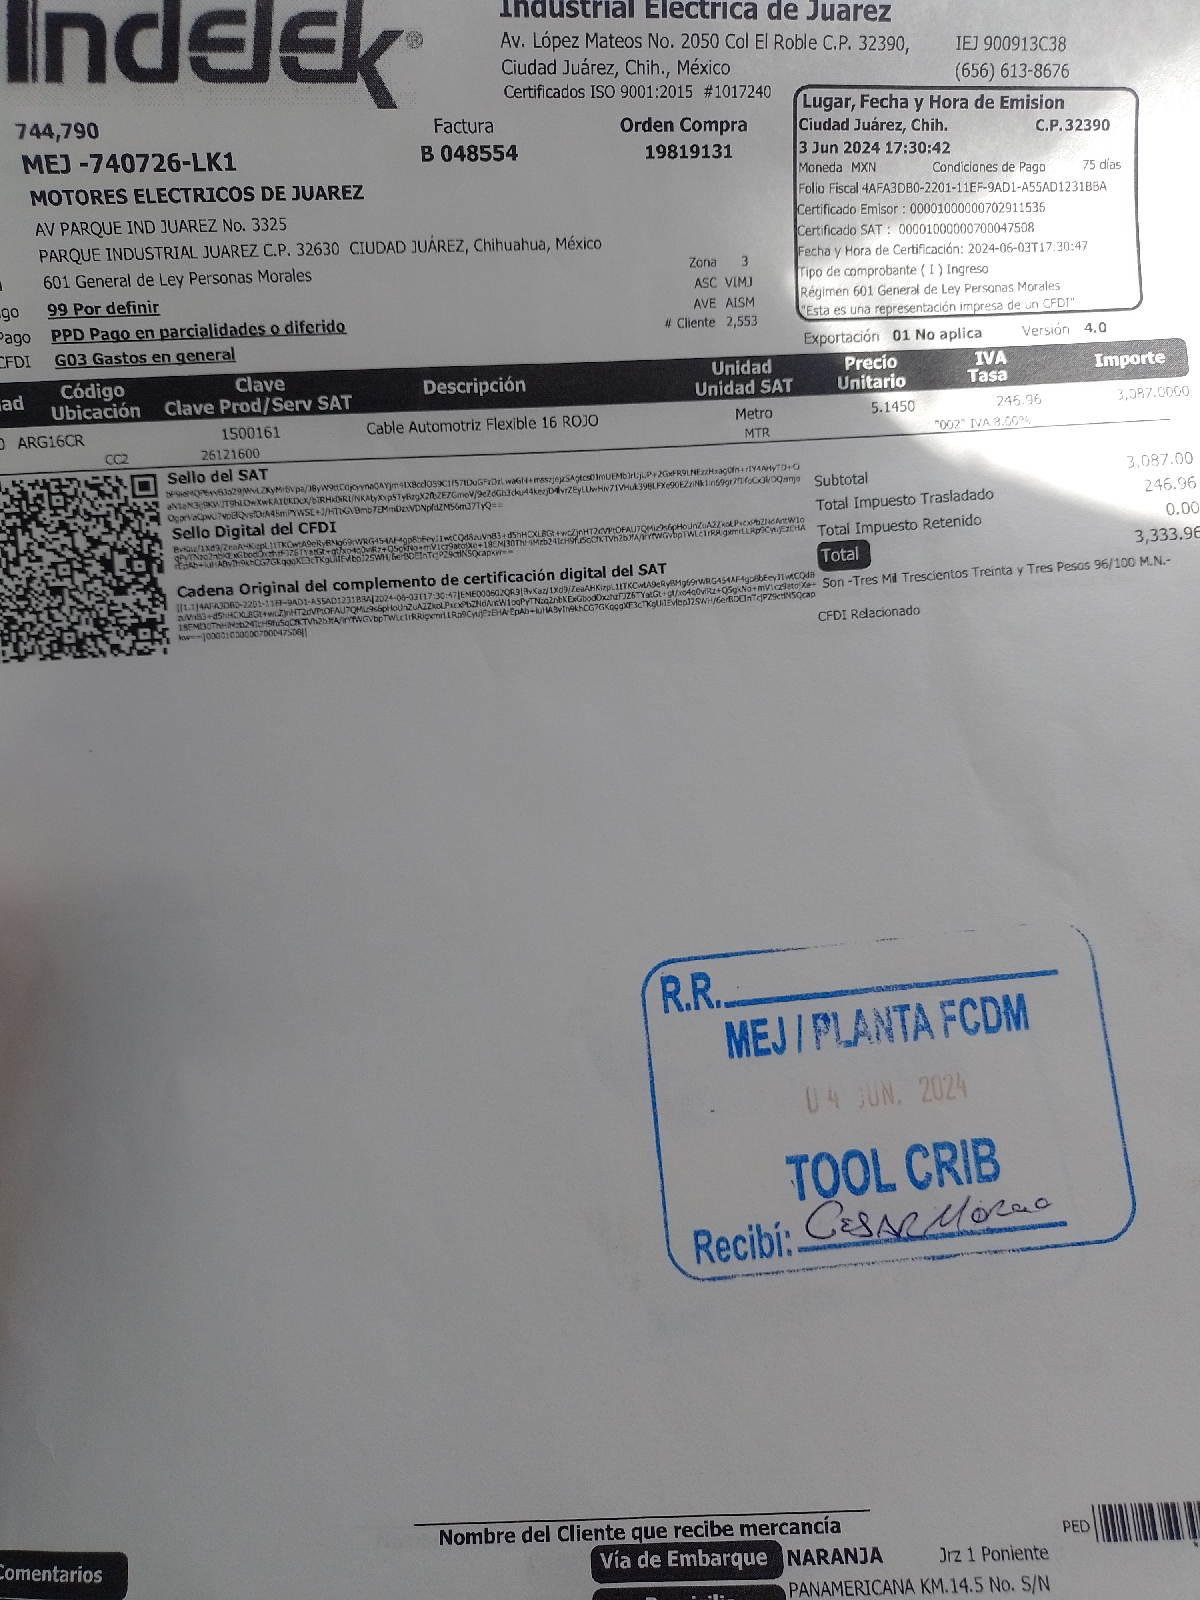 Indelek®
Industrial Electrica de Juarez
Av. López Mateos No. 2050 Col El Roble C.P. 32390, IEJ 900913C38
Ciudad Juárez, Chih., México (656) 613-8676
Certificados ISO 9001:2015 #1017240
Lugar, Fecha y Hora de Emision
Ciudad Juárez, Chih. C.P. 32390
3 Jun 2024 17:30:42
Moneda MXN Condiciones de Pago 75 días
Folio Fiscal 4AFA3DB0-2201-11EF-9AD1-A55AD1231BBA
Certificado Emisor : 00001000000702911536
Certificado SAT : 00001000000700047508
Fecha y Hora de Certificación: 2024-06-03T17:30:47
Tipo de comprobante ( I ) Ingreso
Régimen 601 General de Ley Personas Morales
"Esta es una representación impresa de un CFDI"
Exportación 01 No aplica Versión 4.0
744,790 Factura Orden Compra
MEJ -740726-LK1 B 048554 19819131
MOTORES ELECTRICOS DE JUAREZ
AV PARQUE IND JUAREZ No. 3325
PARQUE INDUSTRIAL JUAREZ C.P. 32630 CIUDAD JUÁREZ, Chihuahua, México
601 General de Ley Personas Morales
Zona 3
ASC VIMJ
AVE AISM
# Cliente 2,553
go 99 Por definir
Pago PPD Pago en parcialidades o diferido
CFDI G03 Gastos en general
ad Código Ubicación Clave Clave Prod/Serv SAT Descripción Unidad Unidad SAT Precio Unitario IVA Tasa Importe
0 ARG16CR 1500161 Cable Automotriz Flexible 16 ROJO Metro 5.1450 246.96 3,087.0000
CC2 26121600 MTR "002" IVA 8.00%
Sello del SAT
Sello Digital del CFDI
Cadena Original del complemento de certificación digital del SAT
Subtotal 3,087.00
Total Impuesto Trasladado 246.96
Total Impuesto Retenido 0.00
Total 3,333.96
Son -Tres Mil Trescientos Treinta y Tres Pesos 96/100 M.N.-
CFDI Relacionado
R.R.
MEJ / PLANTA FCDM
04 JUN. 2024
TOOL CRIB
Recibí: CESAR Moreno
Nombre del Cliente que recibe mercancía
PED
Comentarios
Vía de Embarque NARANJA Jrz 1 Poniente
PANAMERICANA KM.14.5 No. S/N